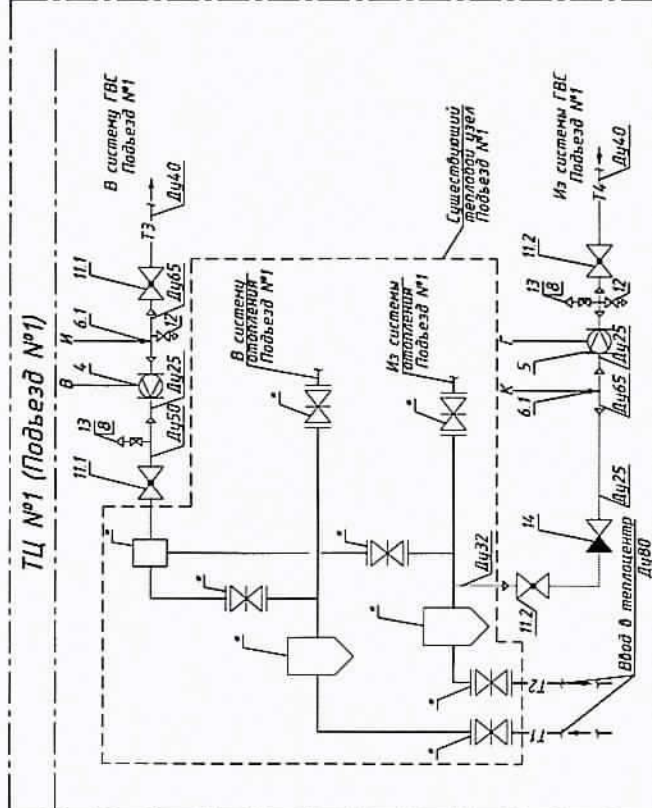 ТЦ №1 (Подъезд №1)
В систему ГВС
Подъезд №1
Т3
Ду40
11.1
Ду65
И
6.1
12
В
4
Ду25
Ду50
13
8
11.1
*
*
*
*
*
*
*
*
*
В систему
отопления
Подъезд №1
Из системы
отопления
Подъезд №1
Существующий
тепловой узел
Подъезд №1
Из системы ГВС
Подъезд №1
Т4
Ду40
11.2
13
8
12
5
Ду25
К
6.1
Ду65
Ду25
14
Ду32
11.2
Ввод в теплоцентр
Ду80
Т2
Т1